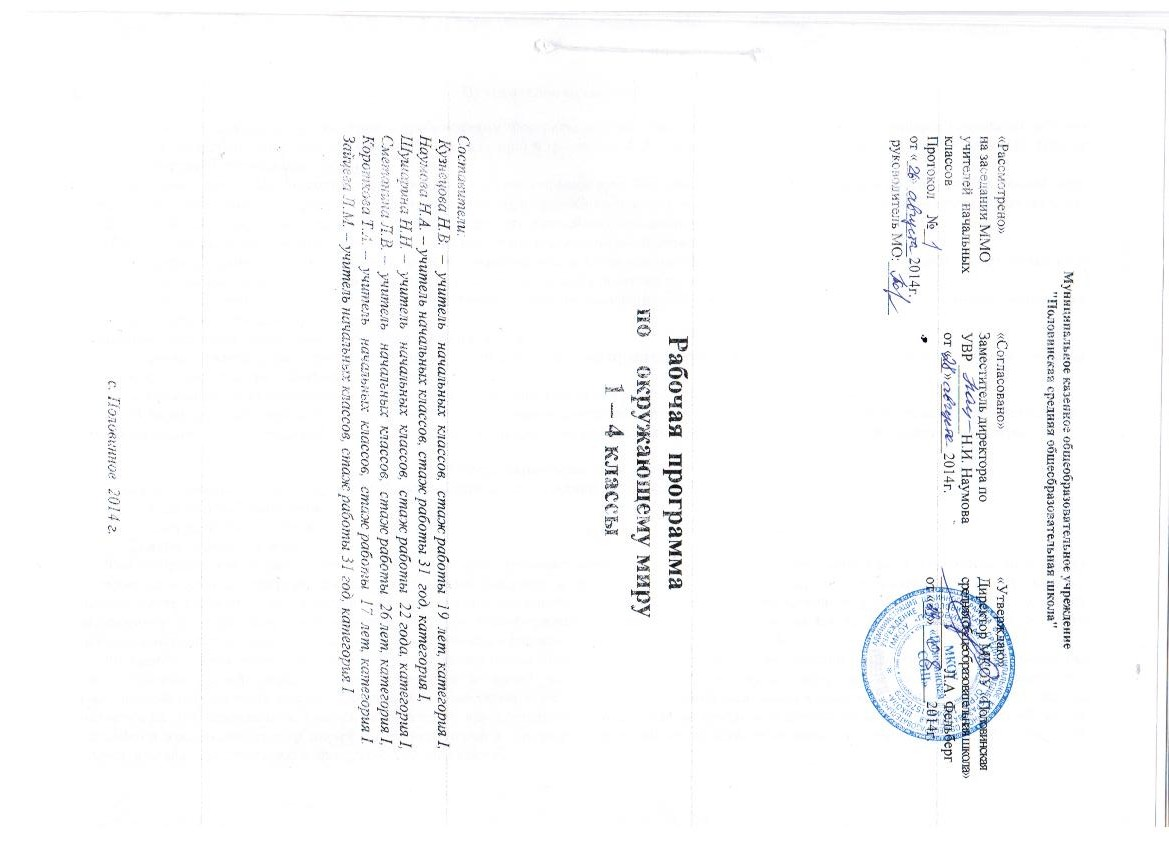 Муниципальное казенное общеобразовательное учреждение
"Половинская средняя общеобразовательная школа"
«Рассмотрено»
на заседании ММО
учителей начальных
классов
Протокол № 1
от « 26 августа 2014г.
руководитель МО:
«Согласовано»
Заместитель директора по
УВР Н.И. Наумова
от «28» августа 2014г.
«Утверждаю»
Директор МКОУ «Половинская
средняя общеобразовательная школа»
Л.А. Фельберг
от « » 2014г.
Рабочая программа
по окружающему миру
1 – 4 классы
Составители:
Кузнецова Н.В. – учитель начальных классов, стаж работы 19 лет, категория I,
Наумова Н.А. – учитель начальных классов, стаж работы 31 год, категория I,
Шушарина Н.Н. – учитель начальных классов, стаж работы 22 года, категория I,
Сметанина Л.В. – учитель начальных классов, стаж работы 26 лет, категория I,
Короткова Т.А. – учитель начальных классов, стаж работы 17 лет, категория I,
Зайцева Л.М. – учитель начальных классов, стаж работы 31 год, категория I
с. Половинное 2014 г.